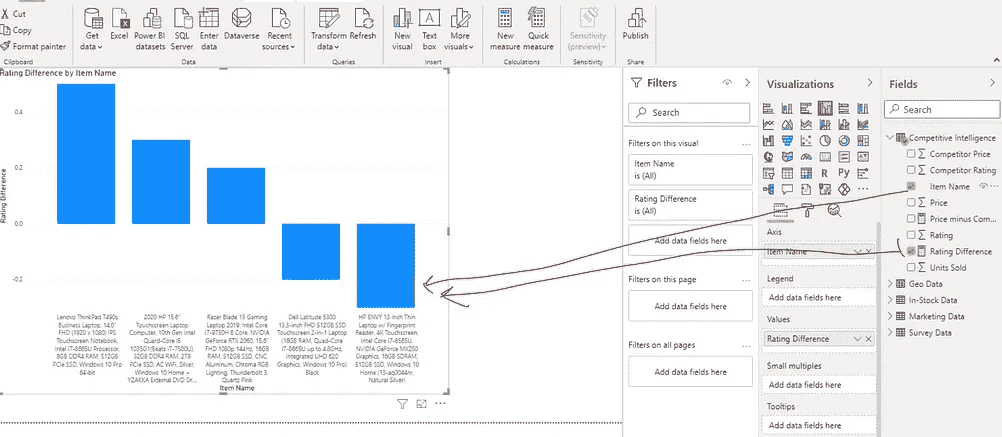 Cut
Copy
Format painter
Clipboard
Get data
Excel
Power BI datasets
SQL Server
Enter data
Dataverse
Recent sources
Data
Transform data
Refresh
Queries
New visual
Text box
More visuals
Insert
New measure
Quick measure
Calculations
Sensitivity (preview)
Sensitivity
Publish
Share
Rating Difference by Item Name
Rating Difference
0.4
0.2
0.0
-0.2
Lenovo ThinkPad T490s
Business Laptop, 14.0"
FHD (1920 x 1080) IPS
Touchscreen Notebook,
Intel i7-8665U Processor,
8GB DDR4 RAM, 512GB
PCIe SSD, Windows 10 Pro
64-bit
2020 HP 15.6"
Touchscreen Laptop
Computer, 10th Gen Intel
Quad-Core i5
1035G1(Beats i7-7500U)
32GB DDR4 RAM, 2TB
PCIe SSD, AC WiFi, Silver,
Windows 10 Home +
YZAKKA External DVD Dr...
Razer Blade 15 Gaming
Laptop 2019: Intel Core
i7-9750H 6 Core, NVIDIA
GeForce RTX 2060, 15.6"
FHD 1080p 144Hz, 16GB
RAM, 512GB SSD, CNC
Aluminum, Chroma RGB
Lighting, Thunderbolt 3,
Quartz Pink
Dell Latitude 5300
13.3-inch FHD 512GB SSD
Touchscreen 2-in-1 Laptop
(16GB RAM, Quad-Core
i7-8665U up to 4.8GHz,
Integrated UHD 620
Graphics, Windows 10 Pro)
Black
HP ENVY 13 Inch Thin
Laptop w/ Fingerprint
Reader, 4K Touchscreen,
Intel Core i7-8565U,
NVIDIA GeForce MX250
Graphics, 16GB SDRAM,
512GB SSD, Windows 10
Home (13-aq0044nr,
Natural Silver)
Item Name
Filters
Search
Filters on this visual
...
Item Name
is (All)
Rating Difference
is (All)
Add data fields here
Filters on this page
...
Add data fields here
Filters on all pages
...
Add data fields here
Visualizations
R
Py
Axis
Item Name
Legend
Add data fields here
Values
Rating Difference
Small multiples
Add data fields here
Tooltips
Add data fields here
Fields
Search
Competitive Intelligence
Competitor Price
Competitor Rating
Item Name
Price
Price minus Com...
Rating
Rating Difference
Units Sold
Geo Data
In-Stock Data
Marketing Data
Survey Data